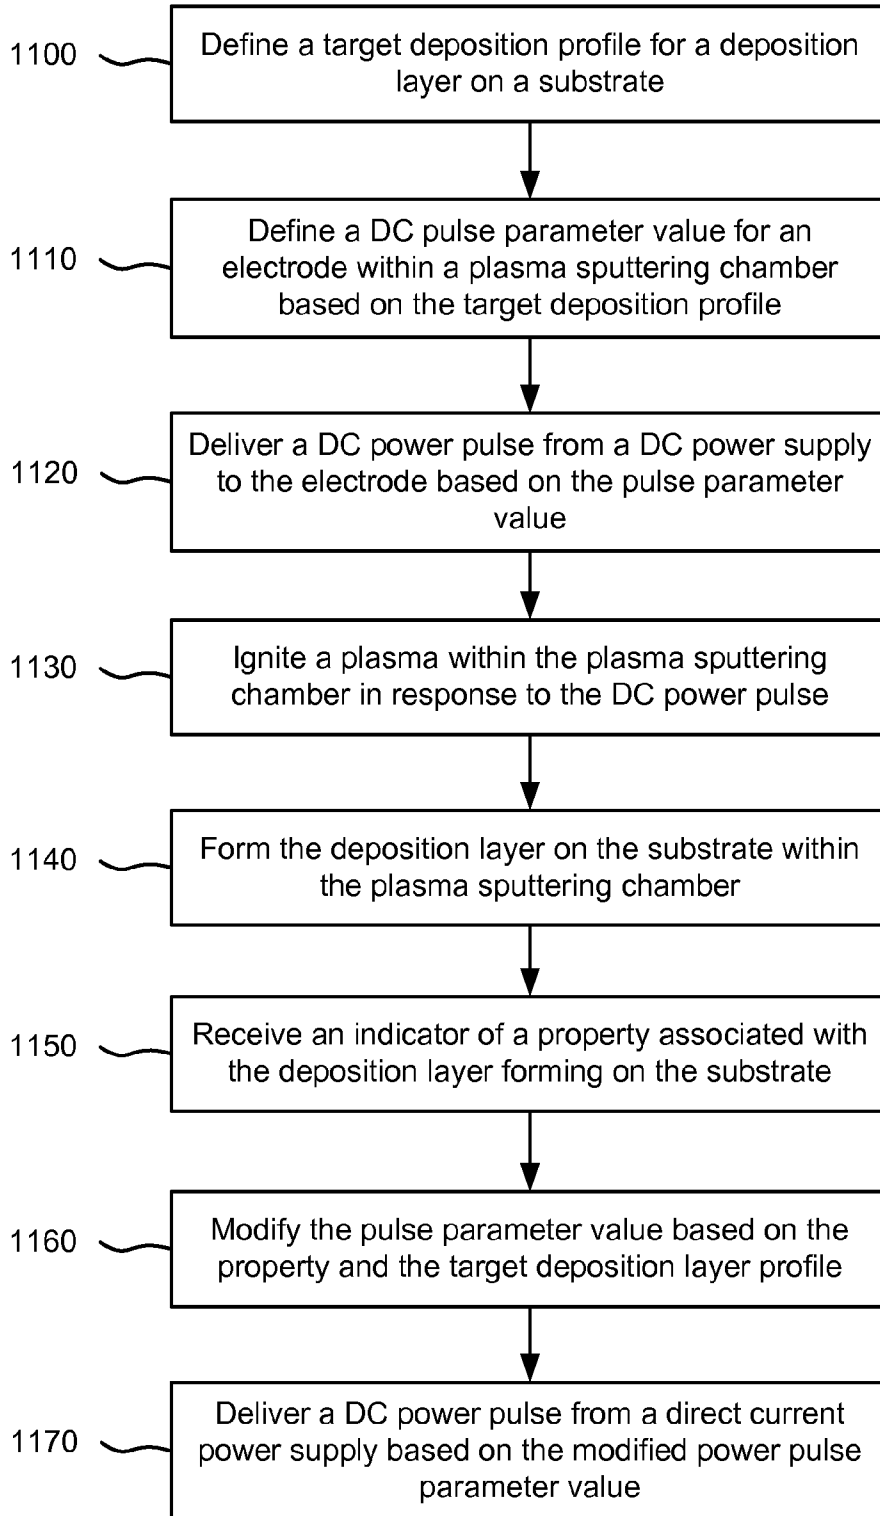 1100
Define a target deposition profile for a deposition
layer on a substrate
1110
Define a DC pulse parameter value for an
electrode within a plasma sputtering chamber
based on the target deposition profile
1120
Deliver a DC power pulse from a DC power supply
to the electrode based on the pulse parameter
value
1130
Ignite a plasma within the plasma sputtering
chamber in response to the DC power pulse
1140
Form the deposition layer on the substrate within
the plasma sputtering chamber
1150
Receive an indicator of a property associated with
the deposition layer forming on the substrate
1160
Modify the pulse parameter value based on the
property and the target deposition layer profile
1170
Deliver a DC power pulse from a direct current
power supply based on the modified power pulse
parameter value